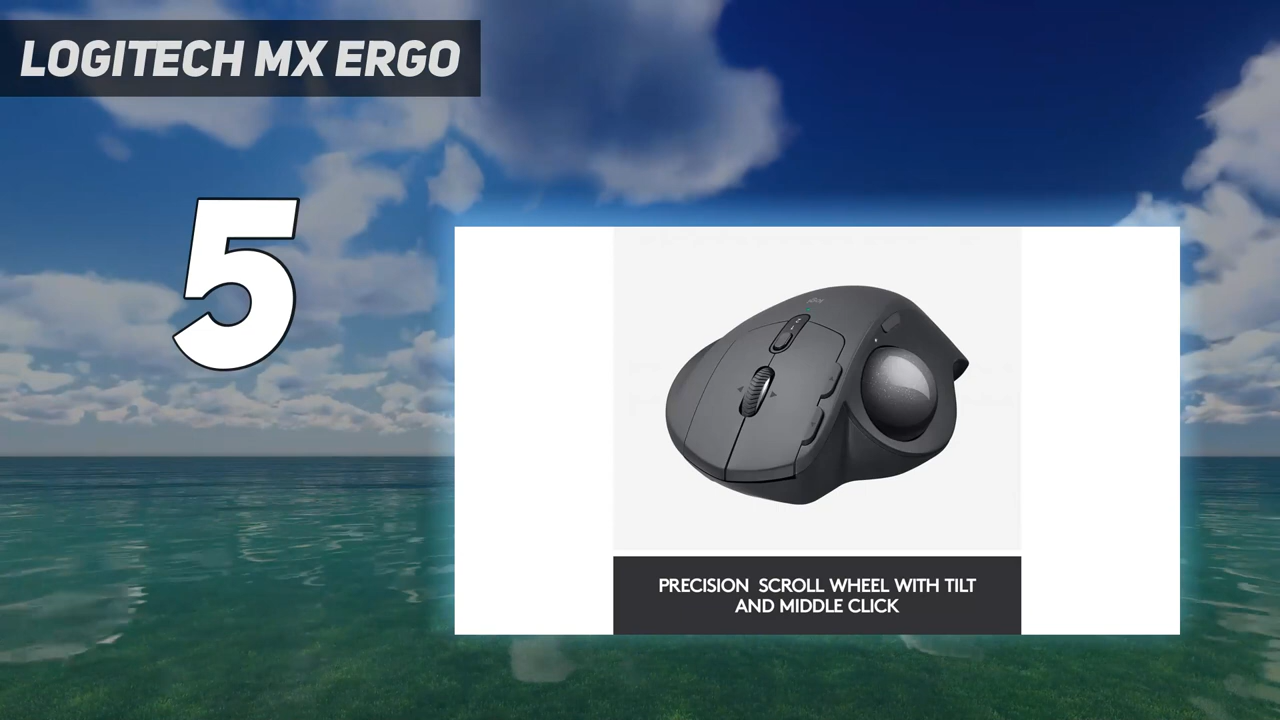 LOGITECH MX ERGO
5
PRECISION SCROLL WHEEL WITH TILT
AND MIDDLE CLICK